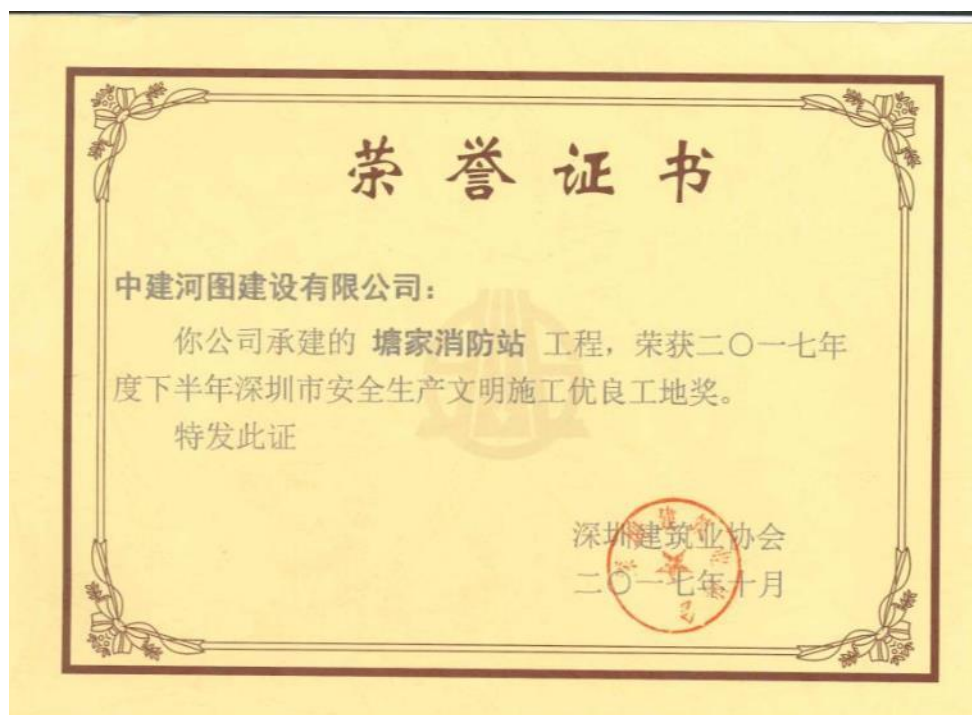 荣誉证书
中建河图建设有限公司：
你公司承建的 塘家消防站 工程，荣获二〇一七年
度下半年深圳市安全生产文明施工优良工地奖。
特发此证
深圳建筑业协会
二〇一七年十月